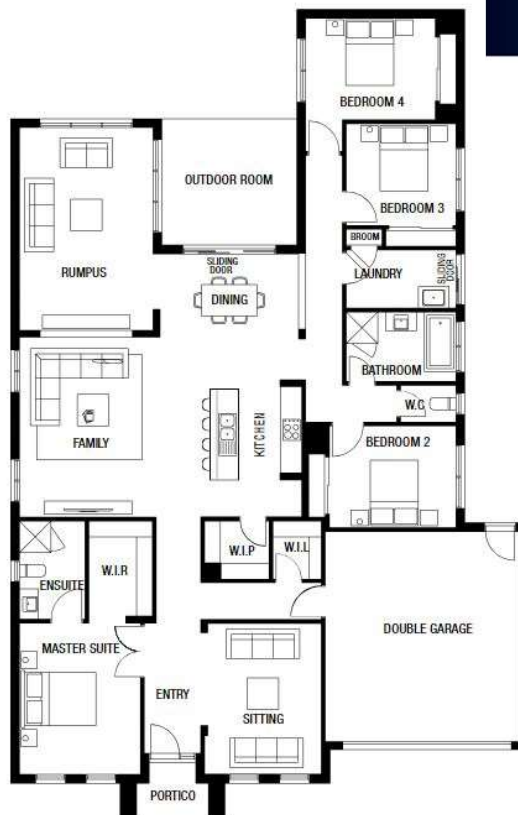 BEDROOM 4
OUTDOOR ROOM
BEDROOM 3
BROOM
RUMPUS
SLIDING
DOOR
LAUNDRY
SLIDING
DOOR
DINING
BATHROOM
W.C
FAMILY
KITCHEN
BEDROOM 2
W.I.P
W.I.L
W.I.R
ENSUITE
DOUBLE GARAGE
MASTER SUITE
ENTRY
SITTING
PORTICO